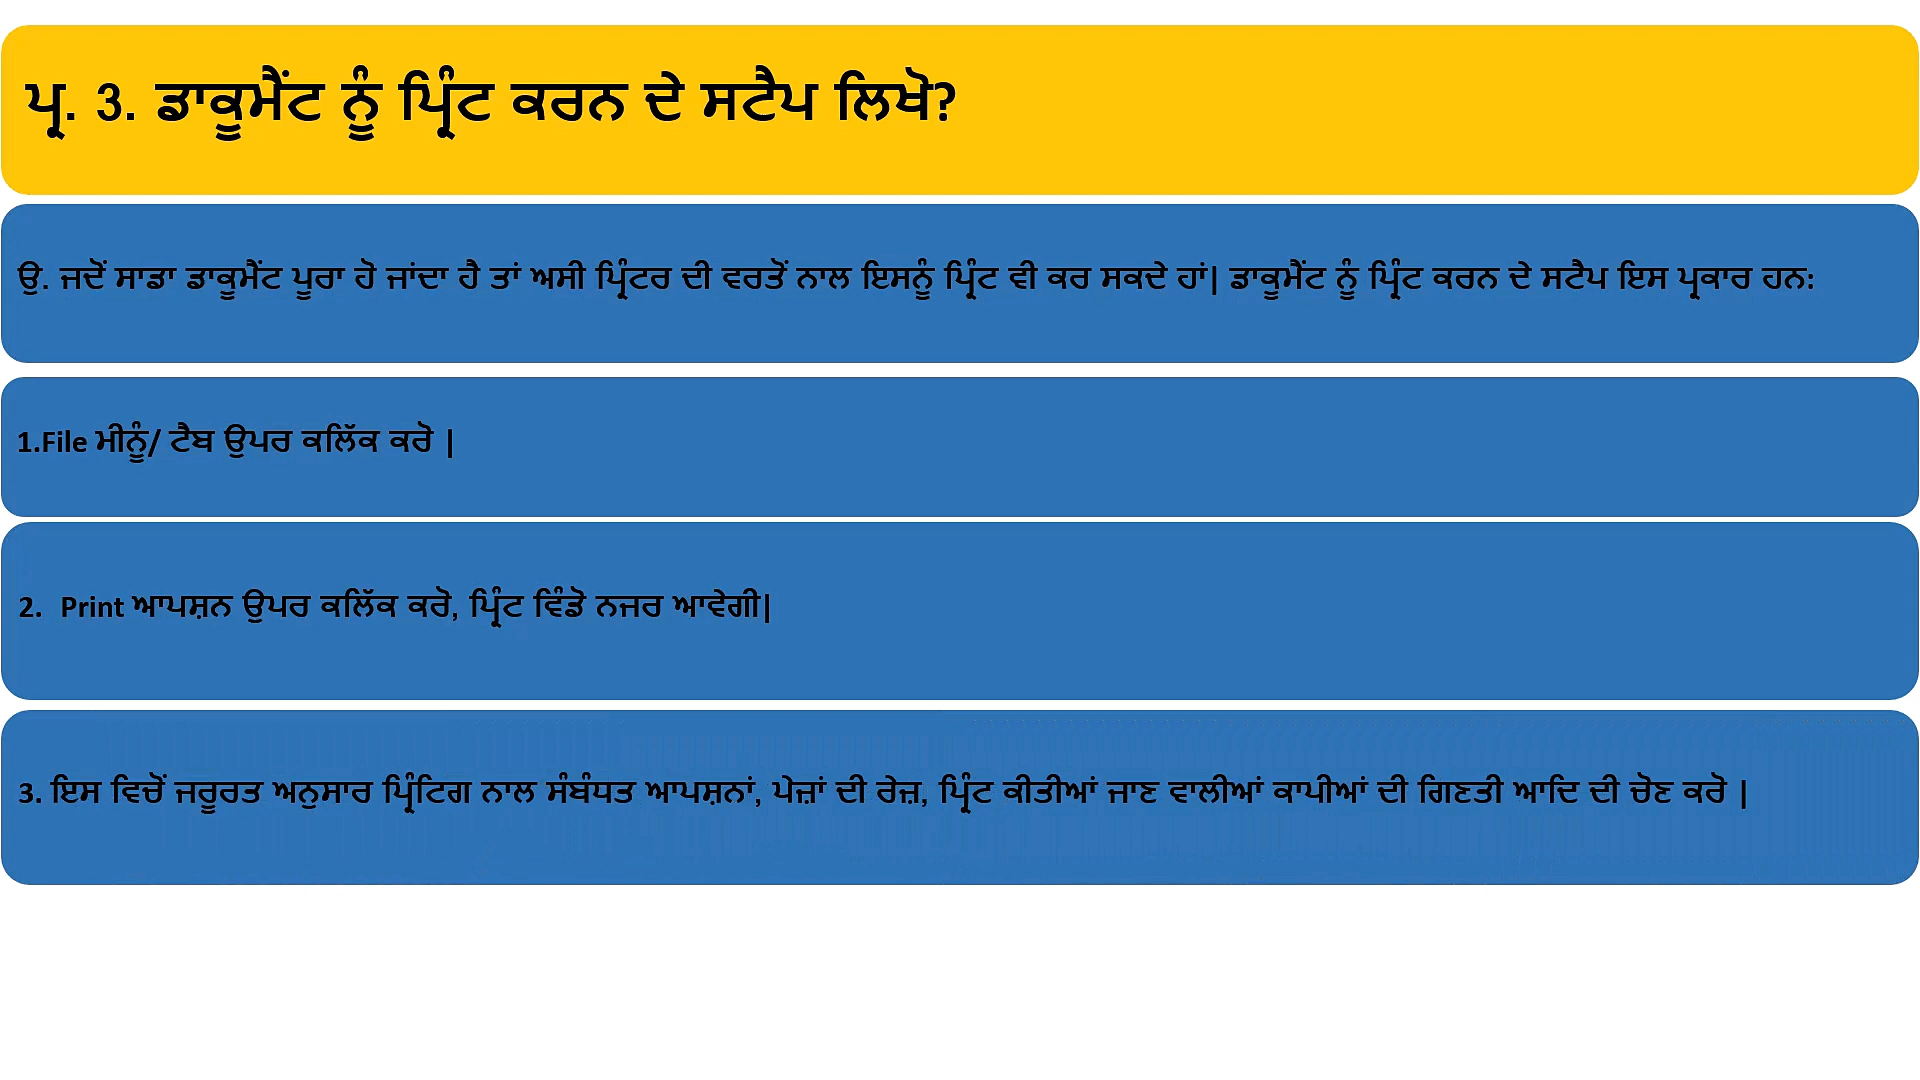 ਪ੍ਰ. 3. ਡਾਕੂਮੈਂਟ ਨੂੰ ਪ੍ਰਿੰਟ ਕਰਨ ਦੇ ਸਟੈਪ ਲਿਖੋ?
ਉ. ਜਦੋਂ ਸਾਡਾ ਡਾਕੂਮੈਂਟ ਪੂਰਾ ਹੋ ਜਾਂਦਾ ਹੈ ਤਾਂ ਅਸੀ ਪ੍ਰਿੰਟਰ ਦੀ ਵਰਤੋਂ ਨਾਲ ਇਸਨੂੰ ਪ੍ਰਿੰਟ ਵੀ ਕਰ ਸਕਦੇ ਹਾਂ| ਡਾਕੂਮੈਂਟ ਨੂੰ ਪ੍ਰਿੰਟ ਕਰਨ ਦੇ ਸਟੈਪ ਇਸ ਪ੍ਰਕਾਰ ਹਨ:
1.File ਮੀਨੂੰ/ ਟੈਬ ਉਪਰ ਕਲਿੱਕ ਕਰੋ |
2. Print ਆਪਸ਼ਨ ਉਪਰ ਕਲਿੱਕ ਕਰੋ, ਪ੍ਰਿੰਟ ਵਿੰਡੋ ਨਜਰ ਆਵੇਗੀ|
3. ਇਸ ਵਿਚੋਂ ਜਰੂਰਤ ਅਨੁਸਾਰ ਪ੍ਰਿੰਟਿਗ ਨਾਲ ਸੰਬੰਧਤ ਆਪਸ਼ਨਾਂ, ਪੇਜ਼ਾਂ ਦੀ ਰੇਜ਼, ਪ੍ਰਿੰਟ ਕੀਤੀਆਂ ਜਾਣ ਵਾਲੀਆਂ ਕਾਪੀਆਂ ਦੀ ਗਿਣਤੀ ਆਦਿ ਦੀ ਚੋਣ ਕਰੋ |